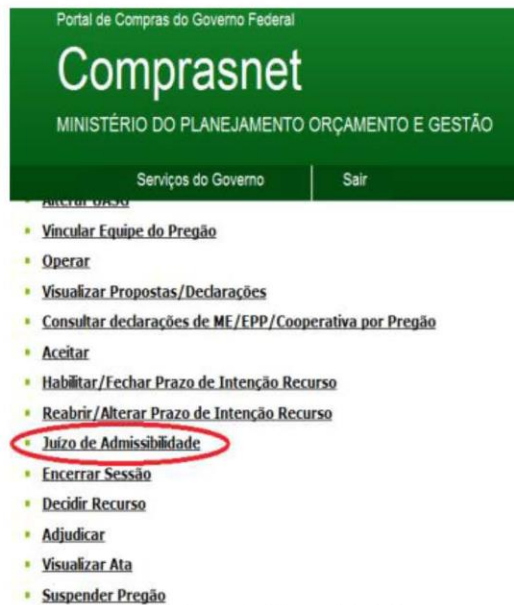 Portal de Compras do Governo Federal
Comprasnet
MINISTÉRIO DO PLANEJAMENTO ORÇAMENTO E GESTÃO
Serviços do Governo Sair
Alterar UASG
Vincular Equipe do Pregão
Operar
Visualizar Propostas/Declarações
Consultar declarações de ME/EPP/Cooperativa por Pregão
Aceitar
Habilitar/Fechar Prazo de Intenção Recurso
Reabrir/Alterar Prazo de Intenção Recurso
Juízo de Admissibilidade
Encerrar Sessão
Decidir Recurso
Adjudicar
Visualizar Ata
Suspender Pregão